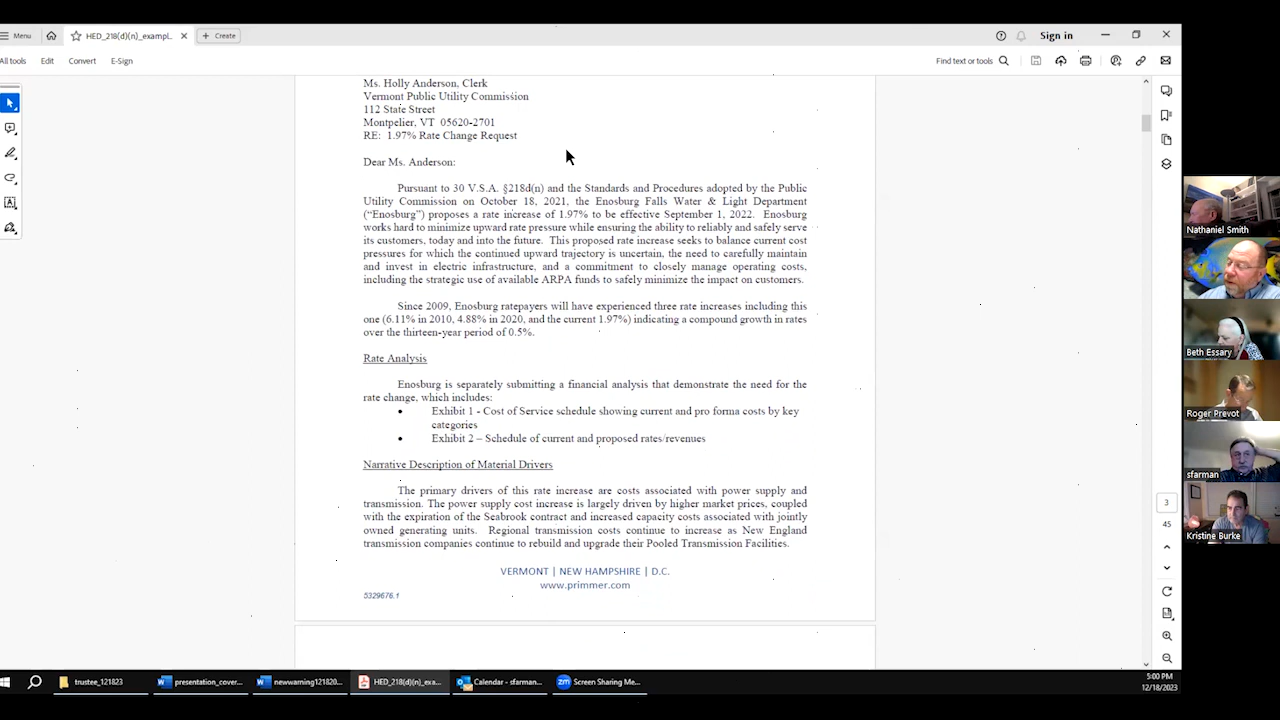 Menu
HED_218(d)(n)_exampl..
Create
Sign in
All tools
Edit
Convert
E-Sign
Find text or tools
Ms. Holly Anderson, Clerk
Vermont Public Utility Commission
112 State Street
Montpelier, VT 05620-2701
RE: 1.97% Rate Change Request
Dear Ms. Anderson:
Pursuant to 30 V.S.A. §218d(n) and the Standards and Procedures adopted by the Public
Utility Commission on October 18, 2021, the Enosburg Falls Water & Light Department
(“Enosburg”) proposes a rate increase of 1.97% to be effective September 1, 2022. Enosburg
works hard to minimize upward rate pressure while ensuring the ability to reliably and safely serve
its customers, today and into the future. This proposed rate increase seeks to balance current cost
pressures for which the continued upward trajectory is uncertain, the need to carefully maintain
and invest in electric infrastructure, and a commitment to closely manage operating costs,
including the strategic use of available ARPA funds to safely minimize the impact on customers.
Since 2009, Enosburg ratepayers will have experienced three rate increases including this
one (6.11% in 2010, 4.88% in 2020, and the current 1.97%) indicating a compound growth in rates
over the thirteen-year period of 0.5%.
Rate Analysis
Enosburg is separately submitting a financial analysis that demonstrate the need for the
rate change, which includes:
• Exhibit 1 - Cost of Service schedule showing current and pro forma costs by key
categories
• Exhibit 2 – Schedule of current and proposed rates/revenues
Narrative Description of Material Drivers
The primary drivers of this rate increase are costs associated with power supply and
transmission. The power supply cost increase is largely driven by higher market prices, coupled
with the expiration of the Seabrook contract and increased capacity costs associated with jointly
owned generating units. Regional transmission costs continue to increase as New England
transmission companies continue to rebuild and upgrade their Pooled Transmission Facilities.
VERMONT | NEW HAMPSHIRE | D.C.
www.primmer.com
5329676.1
3
45
Nathaniel Smith
Beth Essary
Roger Prevot
sfarman
Kristine Burke
trustee_121823
presentation_cover...
newwarning121820...
HED_218(d)(n)_exa...
Calendar - sfarman...
Screen Sharing Me...
5:00 PM
12/18/2023